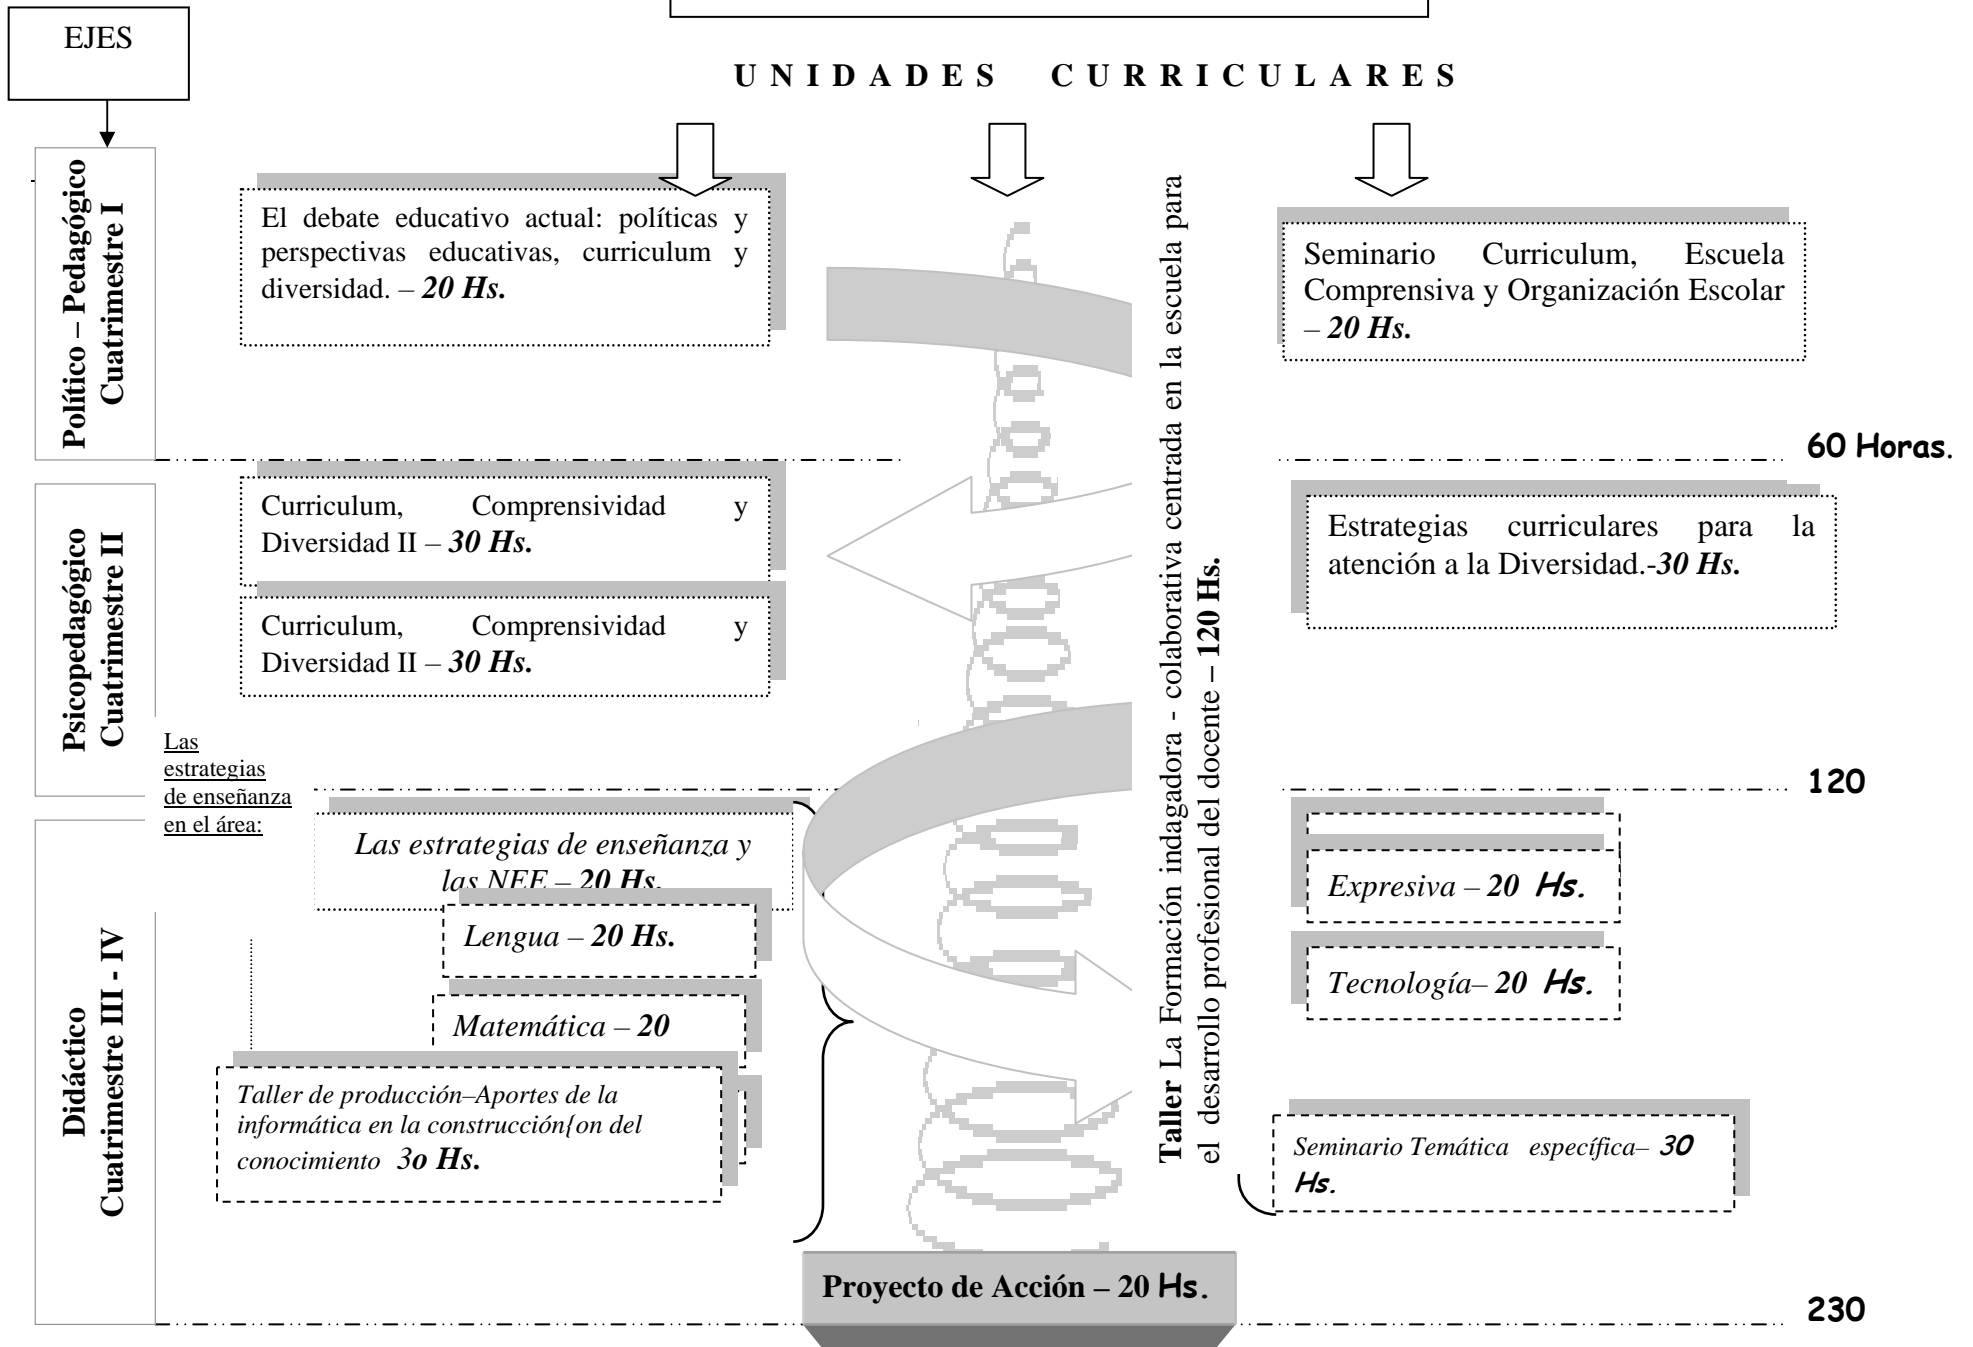 EJES
UNIDADES CURRICULARES
Político – Pedagógico
Cuatrimestre I
El debate educativo actual: políticas y
perspectivas educativas, curriculum y
diversidad. – 20 Hs.
Seminario Curriculum, Escuela
Comprensiva y Organización Escolar
– 20 Hs.
60 Horas.
Psicopedagógico
Cuatrimestre II
Curriculum, Comprensividad y
Diversidad II – 30 Hs.
Curriculum, Comprensividad y
Diversidad II – 30 Hs.
Estrategias curriculares para la
atención a la Diversidad.-30 Hs.
120
Taller La Formación indagadora - colaborativa centrada en la escuela para
el desarrollo profesional del docente – 120 Hs.
Las
estrategias
de enseñanza
en el área:
Didáctico
Cuatrimestre III - IV
Las estrategias de enseñanza y
las NEE – 20 Hs.
Lengua – 20 Hs.
Matemática – 20
Taller de producción–Aportes de la
informática en la construcción{on del
conocimiento 3o Hs.
Expresiva – 20 Hs.
Tecnología– 20 Hs.
Seminario Temática específica– 30
Hs.
Proyecto de Acción – 20 Hs.
230